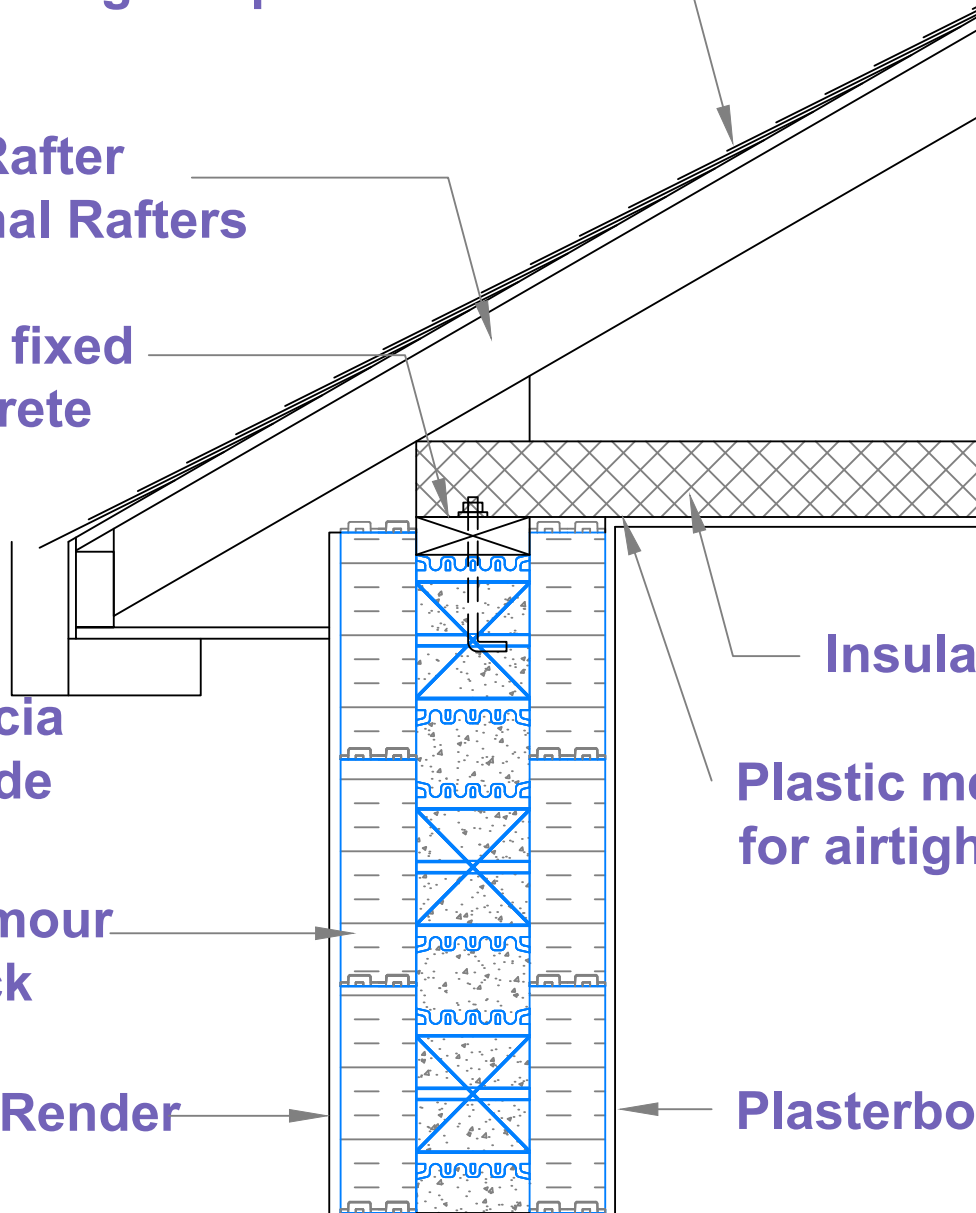 Rafter
nal Rafters
fixed
rete
Insula
cia
de
Plastic me
for airtigh
mour
ck
Render
Plasterbo